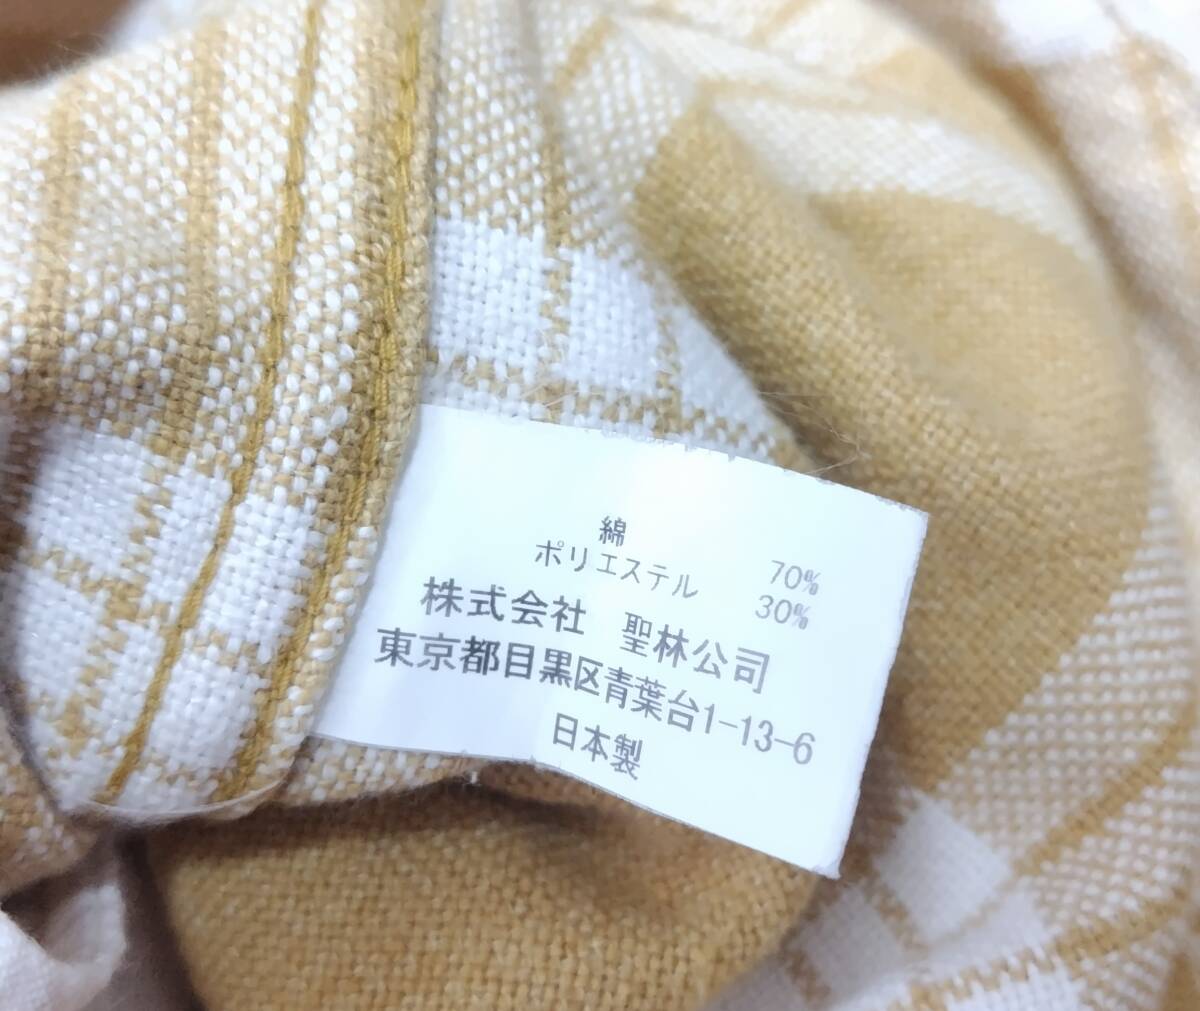 綿 70%
ポリエステル 30%
株式会社 聖林公司
東京都目黒区青葉台1-13-6
日本製